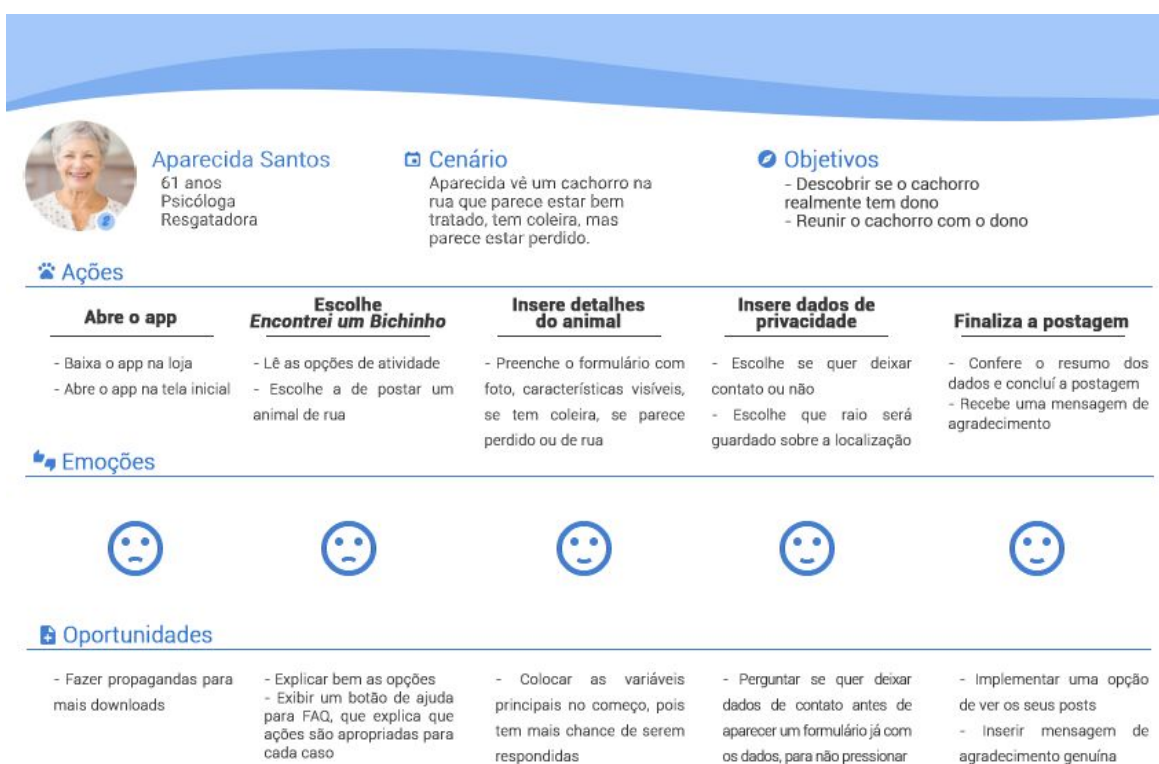 Aparecida Santos
61 anos
Psicóloga
Resgatadora
Cenário
Aparecida vê um cachorro na
rua que parece estar bem
tratado, tem coleira, mas
parece estar perdido.
Objetivos
- Descobrir se o cachorro
realmente tem dono
- Reunir o cachorro com o dono
Ações
Abre o app
- Baixa o app na loja
- Abre o app na tela inicial
Escolhe
Encontrei um Bichinho
- Lê as opções de atividade
- Escolhe a de postar um
animal de rua
Insere detalhes
do animal
- Preenche o formulário com
foto, características visíveis,
se tem coleira, se parece
perdido ou de rua
Insere dados de
privacidade
- Escolhe se quer deixar
contato ou não
- Escolhe que raio será
guardado sobre a localização
Finaliza a postagem
- Confere o resumo dos
dados e concluí a postagem
- Recebe uma mensagem de
agradecimento
Emoções
Oportunidades
- Fazer propagandas para
mais downloads
- Explicar bem as opções
- Exibir um botão de ajuda
para FAQ, que explica que
ações são apropriadas para
cada caso
- Colocar as variáveis
principais no começo, pois
tem mais chance de serem
respondidas
- Perguntar se quer deixar
dados de contato antes de
aparecer um formulário já com
os dados, para não pressionar
- Implementar uma opção
de ver os seus posts
- Inserir mensagem de
agradecimento genuína